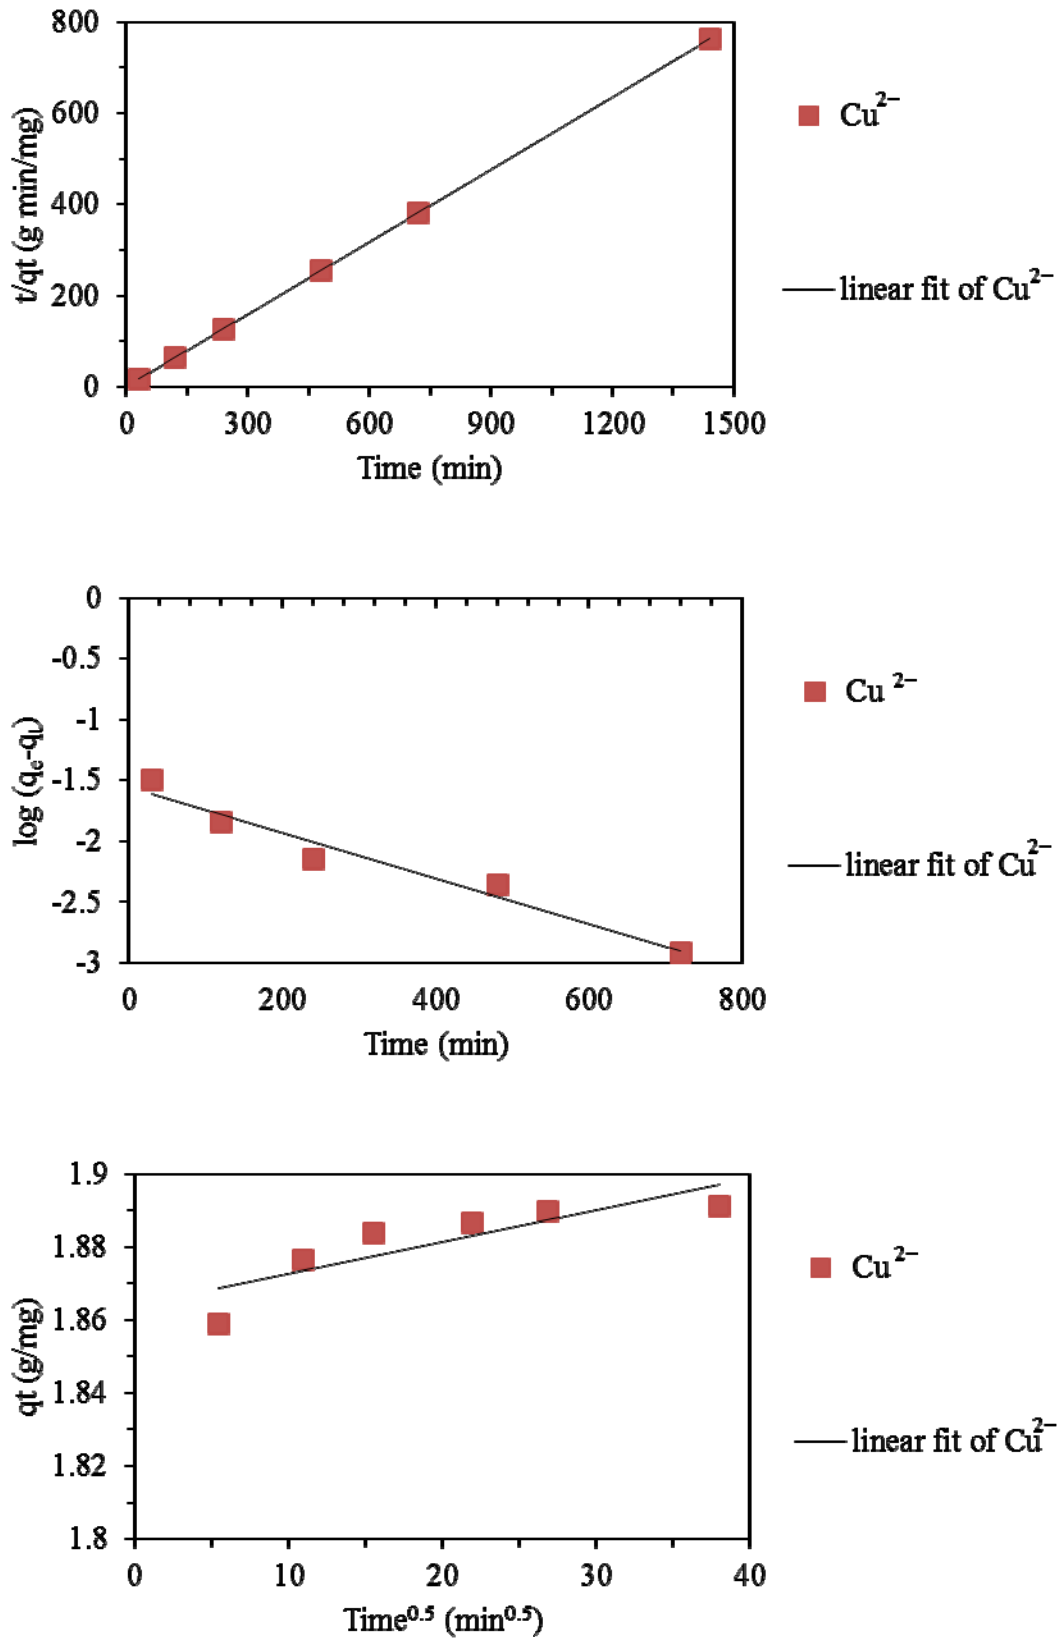 800
600
400
200
0
t/qt (g min/mg)
0 300 600 900 1200 1500
Time (min)
Cu²⁻
linear fit of Cu²⁻
0
-0.5
-1
-1.5
-2
-2.5
-3
log (qₑ-qₜ)
0 200 400 600 800
Time (min)
Cu ²⁻
linear fit of Cu²⁻
1.9
1.88
1.86
1.84
1.82
1.8
qt (g/mg)
0 10 20 30 40
Time⁰·⁵ (min⁰·⁵)
Cu²⁻
linear fit of Cu²⁻